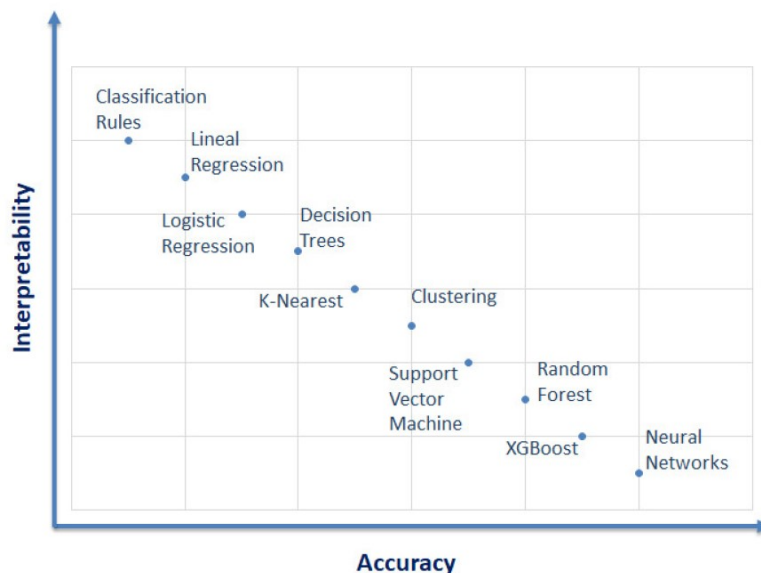 Classification
Rules
Lineal
Regression
Logistic
Regression
Decision
Trees
K-Nearest
Clustering
Support
Vector
Machine
Random
Forest
XGBoost
Neural
Networks
Interpretability
Accuracy